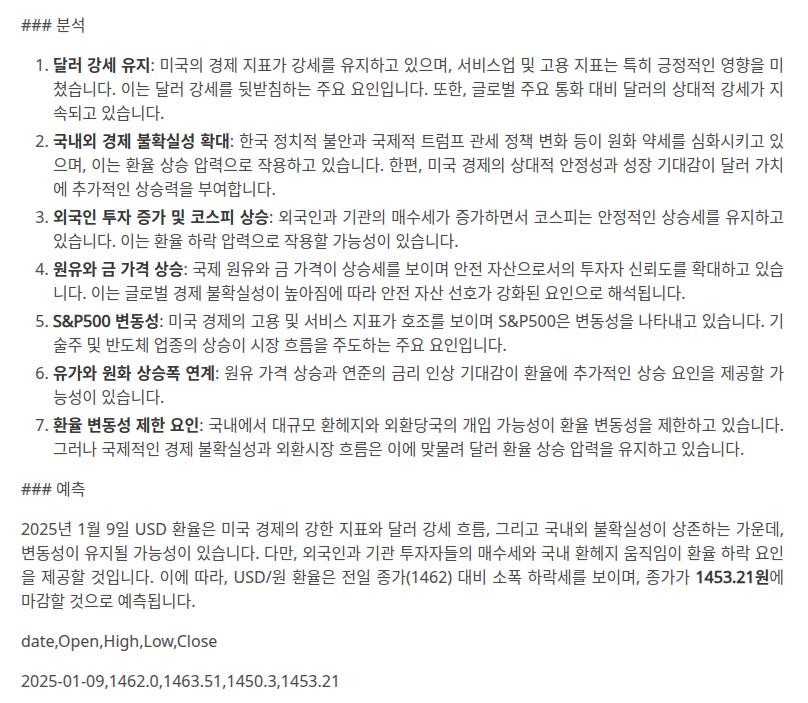 ### 분석
1. 달러 강세 유지: 미국의 경제 지표가 강세를 유지하고 있으며, 서비스업 및 고용 지표는 특히 긍정적인 영향을 미
쳤습니다. 이는 달러 강세를 뒷받침하는 주요 요인입니다. 또한, 글로벌 주요 통화 대비 달러의 상대적 강세가 지
속되고 있습니다.
2. 국내외 경제 불확실성 확대: 한국 정치적 불안과 국제적 트럼프 관세 정책 변화 등이 원화 약세를 심화시키고 있
으며, 이는 환율 상승 압력으로 작용하고 있습니다. 한편, 미국 경제의 상대적 안정성과 성장 기대감이 달러 가치
에 추가적인 상승력을 부여합니다.
3. 외국인 투자 증가 및 코스피 상승: 외국인과 기관의 매수세가 증가하면서 코스피는 안정적인 상승세를 유지하고
있습니다. 이는 환율 하락 압력으로 작용할 가능성이 있습니다.
4. 원유와 금 가격 상승: 국제 원유와 금 가격이 상승세를 보이며 안전 자산으로서의 투자자 신뢰도를 확대하고 있습
니다. 이는 글로벌 경제 불확실성이 높아짐에 따라 안전 자산 선호가 강화된 요인으로 해석됩니다.
5. S&P500 변동성: 미국 경제의 고용 및 서비스 지표가 호조를 보이며 S&P500은 변동성을 나타내고 있습니다. 기
술주 및 반도체 업종의 상승이 시장 흐름을 주도하는 주요 요인입니다.
6. 유가와 원화 상승폭 연계: 원유 가격 상승과 연준의 금리 인상 기대감이 환율에 추가적인 상승 요인을 제공할 가
능성이 있습니다.
7. 환율 변동성 제한 요인: 국내에서 대규모 환헤지와 외환당국의 개입 가능성이 환율 변동성을 제한하고 있습니다.
그러나 국제적인 경제 불확실성과 외환시장 흐름은 이에 맞물려 달러 환율 상승 압력을 유지하고 있습니다.
### 예측
2025년 1월 9일 USD 환율은 미국 경제의 강한 지표와 달러 강세 흐름, 그리고 국내외 불확실성이 상존하는 가운데,
변동성이 유지될 가능성이 있습니다. 다만, 외국인과 기관 투자자들의 매수세와 국내 환헤지 움직임이 환율 하락 요인
을 제공할 것입니다. 이에 따라, USD/원 환율은 전일 종가(1462) 대비 소폭 하락세를 보이며, 종가가 1453.21원에
마감할 것으로 예측됩니다.
date,Open,High,Low,Close
2025-01-09,1462.0,1463.51,1450.3,1453.21